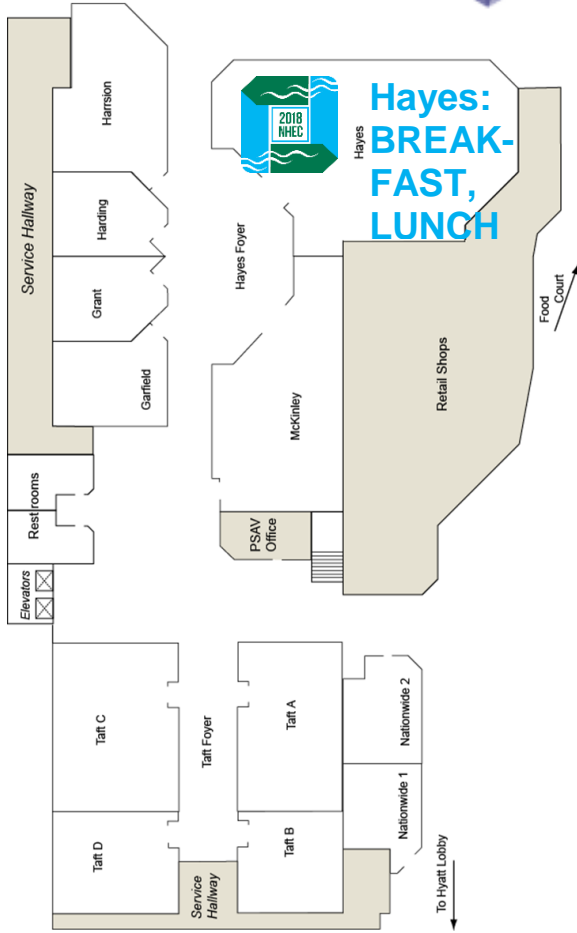 Harrsion
2018
NHEC
Hayes:
BREAK-
FAST,
LUNCH
Hayes
Service Hallway
Harding
Hayes Foyer
Grant
Food
Court
Garfield
McKinley
Retail Shops
Rest rooms
PSAV
Office
Elevators
Taft C
Taft Foyer
Taft A
Nationwide 2
Taft D
Taft B
Nationwide 1
Service
Hallway
To Hyatt Lobby